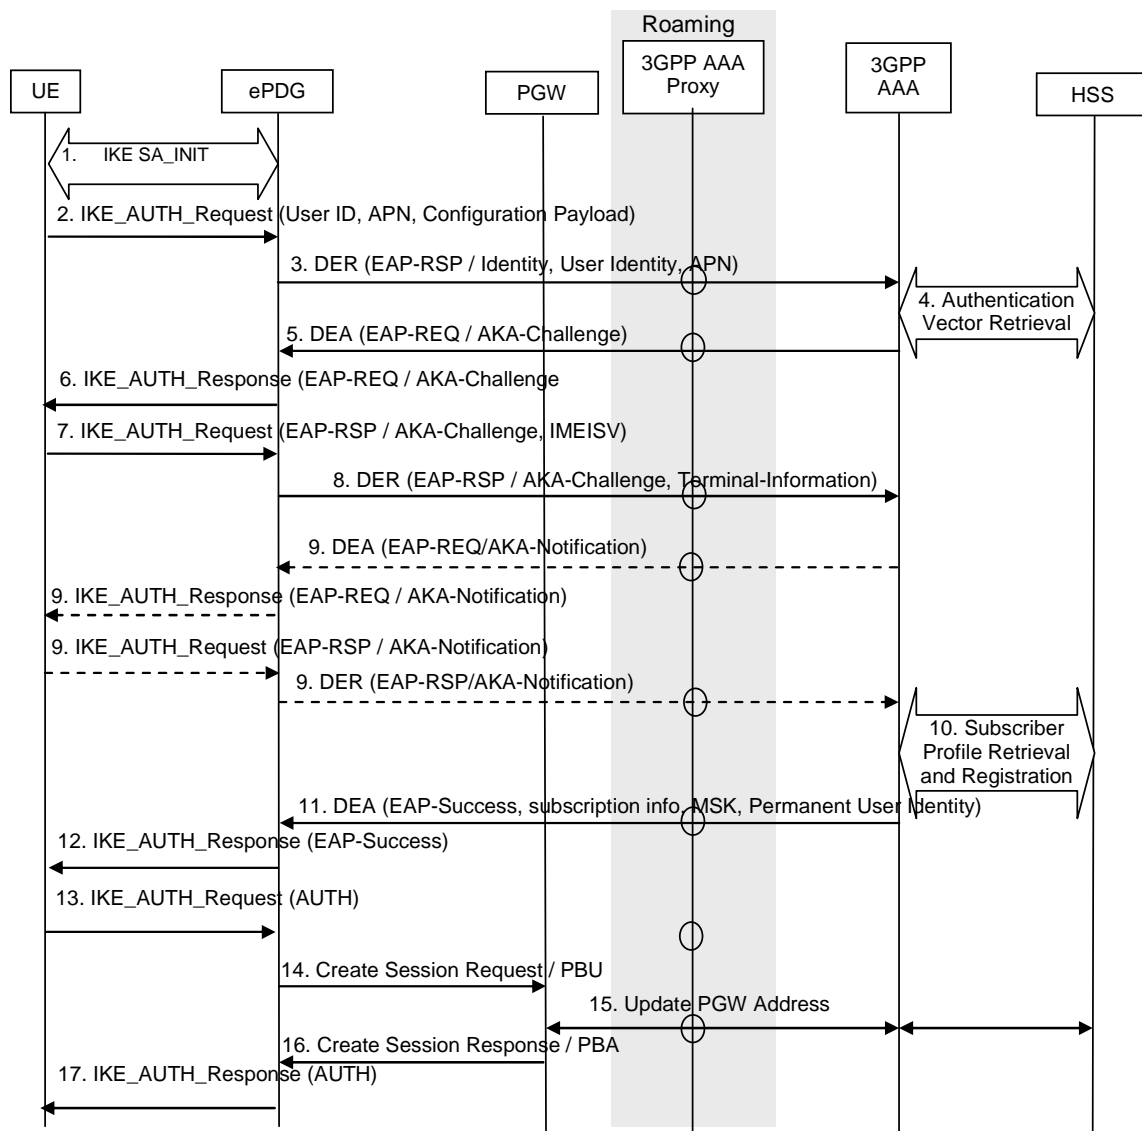 Roaming
UE
ePDG
PGW
3GPP AAA
Proxy
3GPP
AAA
HSS
1. IKE SA_INIT
2. IKE_AUTH_Request (User ID, APN, Configuration Payload)
3. DER (EAP-RSP / Identity, User Identity, APN)
4. Authentication
Vector Retrieval
5. DEA (EAP-REQ / AKA-Challenge)
6. IKE_AUTH_Response (EAP-REQ / AKA-Challenge
7. IKE_AUTH_Request (EAP-RSP / AKA-Challenge, IMEISV)
8. DER (EAP-RSP / AKA-Challenge, Terminal-Information)
9. DEA (EAP-REQ/AKA-Notification)
9. IKE_AUTH_Response (EAP-REQ / AKA-Notification)
9. IKE_AUTH_Request (EAP-RSP / AKA-Notification)
9. DER (EAP-RSP/AKA-Notification)
10. Subscriber
Profile Retrieval
and Registration
11. DEA (EAP-Success, subscription info, MSK, Permanent User Identity)
12. IKE_AUTH_Response (EAP-Success)
13. IKE_AUTH_Request (AUTH)
14. Create Session Request / PBU
15. Update PGW Address
16. Create Session Response / PBA
17. IKE_AUTH_Response (AUTH)